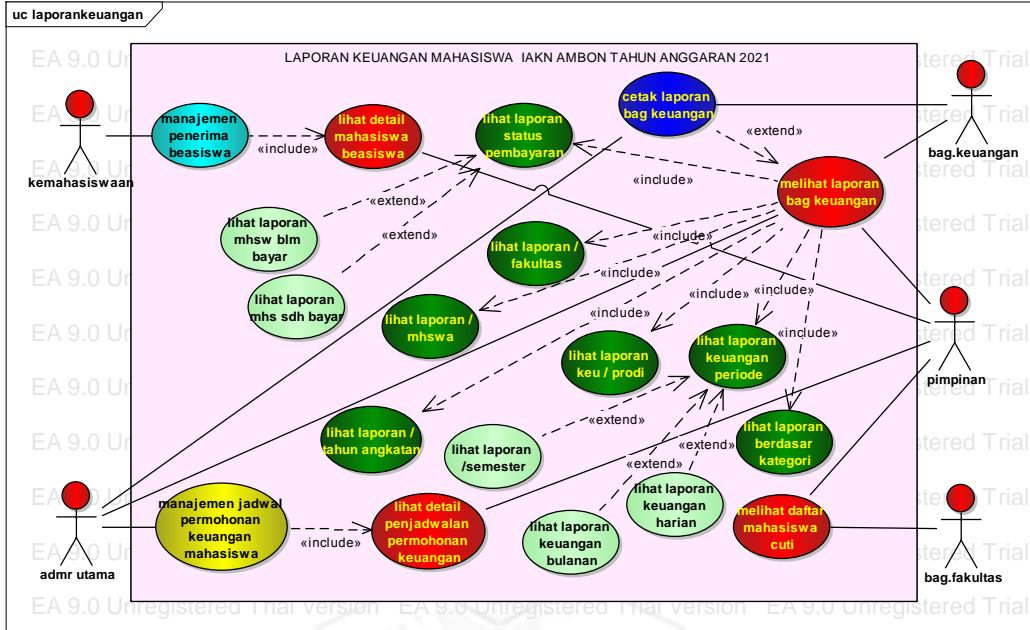 uc laporankeuangan
LAPORAN KEUANGAN MAHASISWA IAKN AMBON TAHUN ANGGARAN 2021
EA 9.0 Unregistered Trial Version EA 9.0 Unregistered Trial
kemahasiswaan
manajemen
penerima
beasiswa
«include»
lihat detail
mahasiswa
beasiswa
lihat laporan
status
pembayaran
cetak laporan
bag keuangan
«extend»
bag.keuangan
melihat laporan
bag keuangan
«include»
«extend»
«extend»
lihat laporan
mhsw blm
bayar
lihat laporan
mhs sdh bayar
lihat laporan /
fakultas
«include»
«include»
«include»
«include»
«include»
lihat laporan /
mhswa
lihat laporan
keu / prodi
lihat laporan
keuangan
periode
pimpinan
lihat laporan /
tahun angkatan
lihat laporan
/semester
«extend»
«extend»
«extend»
lihat laporan
berdasar
kategori
lihat laporan
keuangan
harian
lihat laporan
keuangan
bulanan
manajemen jadwal
permohonan
keuangan
mahasiswa
«include»
lihat detail
penjadwalan
permohonan
keuangan
melihat daftar
mahasiswa
cuti
admr utama
bag.fakultas